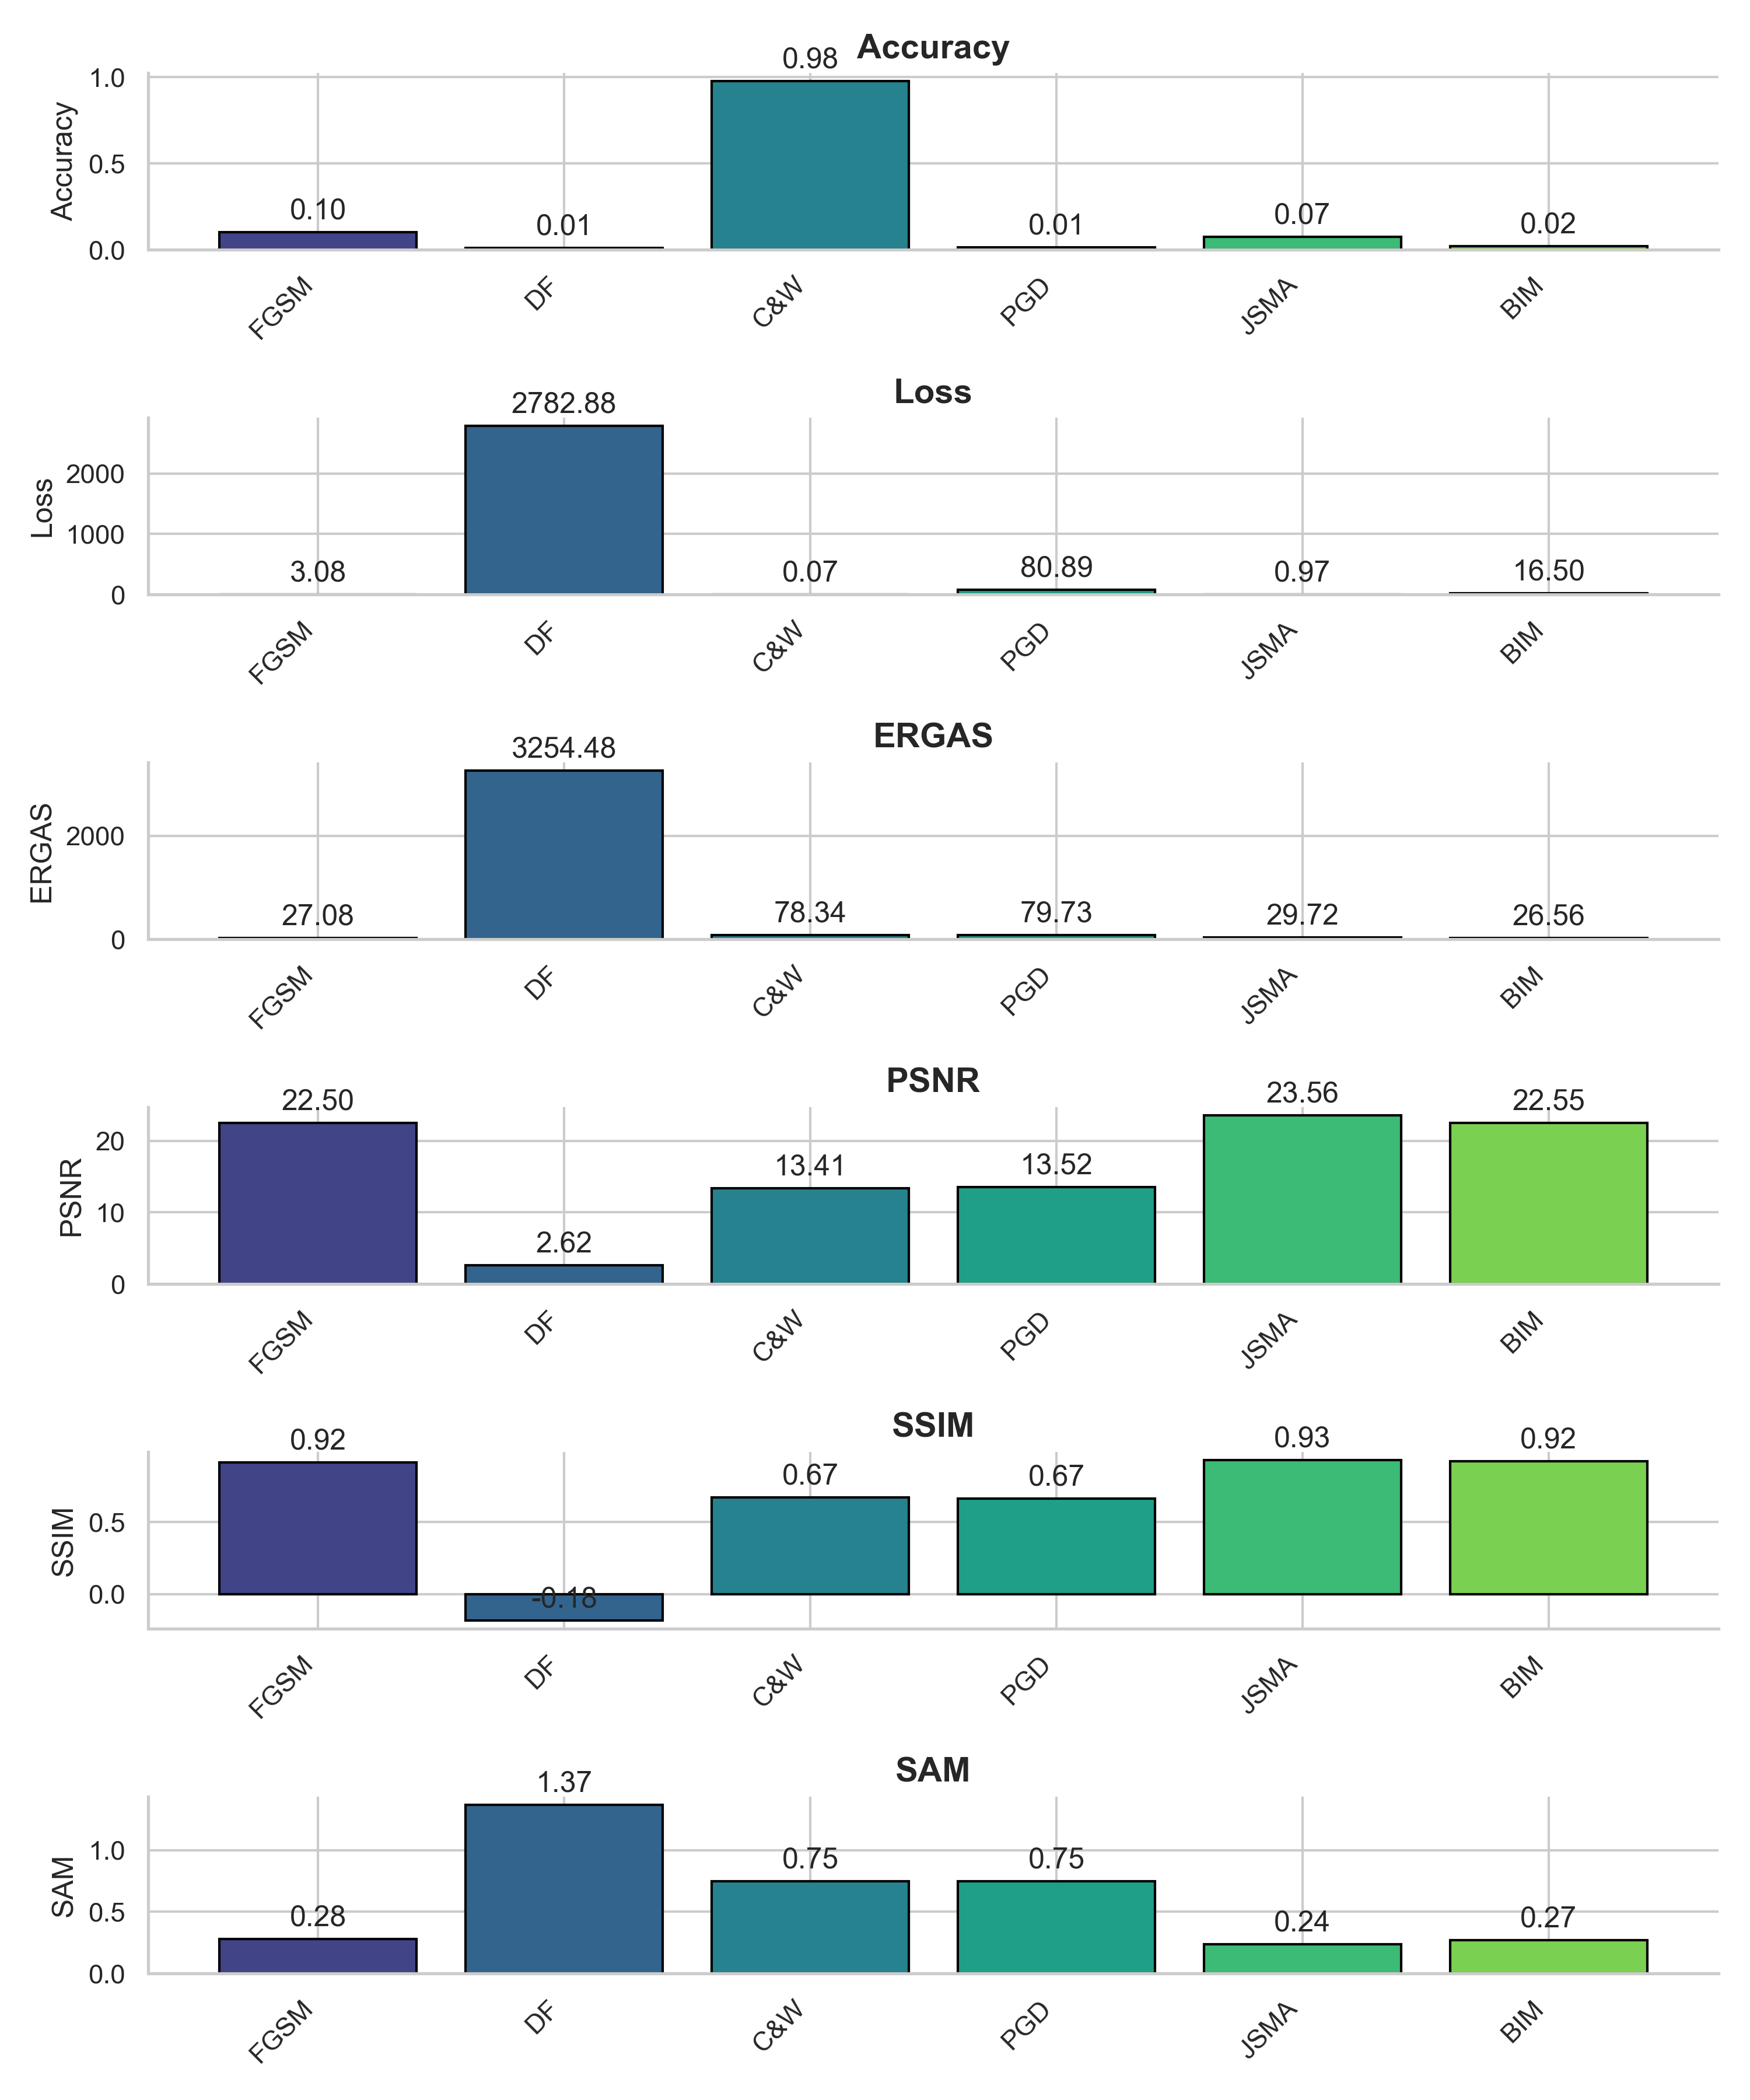 Accuracy
0.98
1.0
Accuracy
0.5
0.10
0.01
0.01
0.07
0.02
0.0
FGSM
DF
C&W
PGD
JSMA
BIM
Loss
2782.88
2000
Loss
1000
3.08
0.07
80.89
0.97
16.50
0
FGSM
DF
C&W
PGD
JSMA
BIM
ERGAS
3254.48
2000
ERGAS
27.08
78.34
79.73
29.72
26.56
0
FGSM
DF
C&W
PGD
JSMA
BIM
PSNR
22.50
23.56
22.55
20
13.41
13.52
PSNR
10
2.62
0
FGSM
DF
C&W
PGD
JSMA
BIM
SSIM
0.92
0.93
0.92
0.67
0.67
0.5
SSIM
0.0
-0.18
FGSM
DF
C&W
PGD
JSMA
BIM
SAM
1.37
1.0
0.75
0.75
SAM
0.5
0.28
0.24
0.27
0.0
FGSM
DF
C&W
PGD
JSMA
BIM